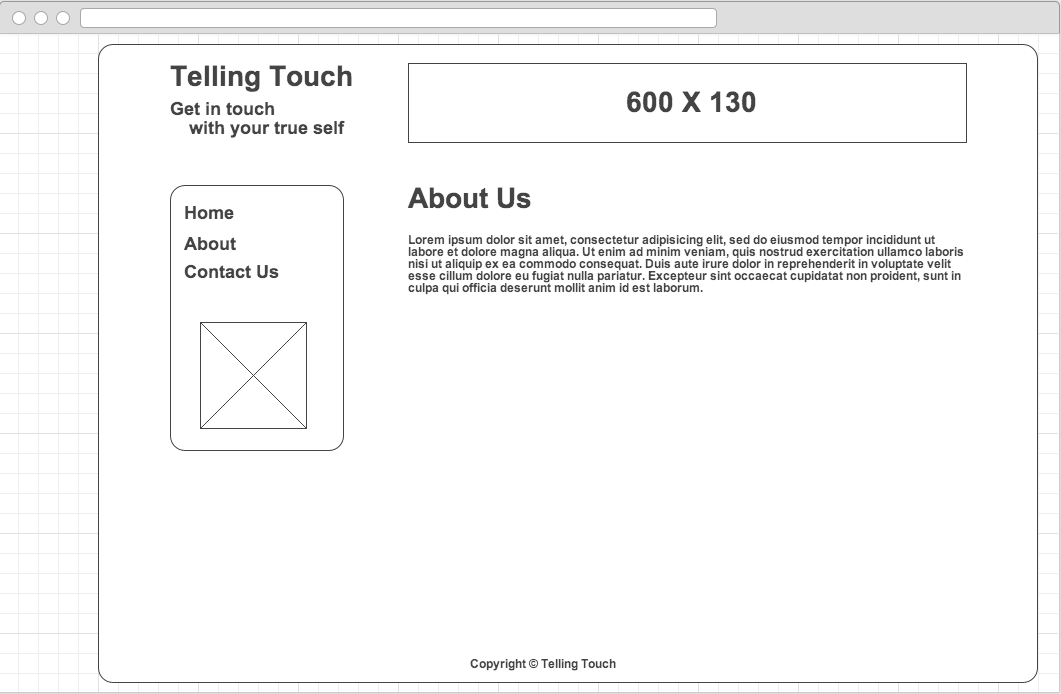 Telling Touch
Get in touch
with your true self
600 X 130
Home
About
Contact Us
About Us
Lorem ipsum dolor sit amet, consectetur adipisicing elit, sed do eiusmod tempor incididunt ut
labore et dolore magna aliqua. Ut enim ad minim veniam, quis nostrud exercitation ullamco laboris
nisi ut aliquip ex ea commodo consequat. Duis aute irure dolor in reprehenderit in voluptate velit
esse cillum dolore eu fugiat nulla pariatur. Excepteur sint occaecat cupidatat non proident, sunt in
culpa qui officia deserunt mollit anim id est laborum.
Copyright © Telling Touch